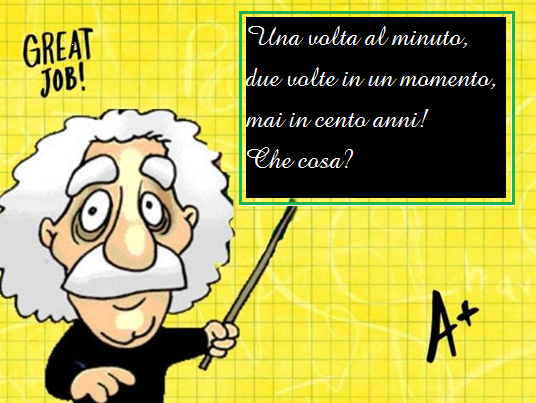 GREAT
JOB!
Una volta al minuto,
due volte in un momento,
mai in cento anni!
Che cosa?
A+